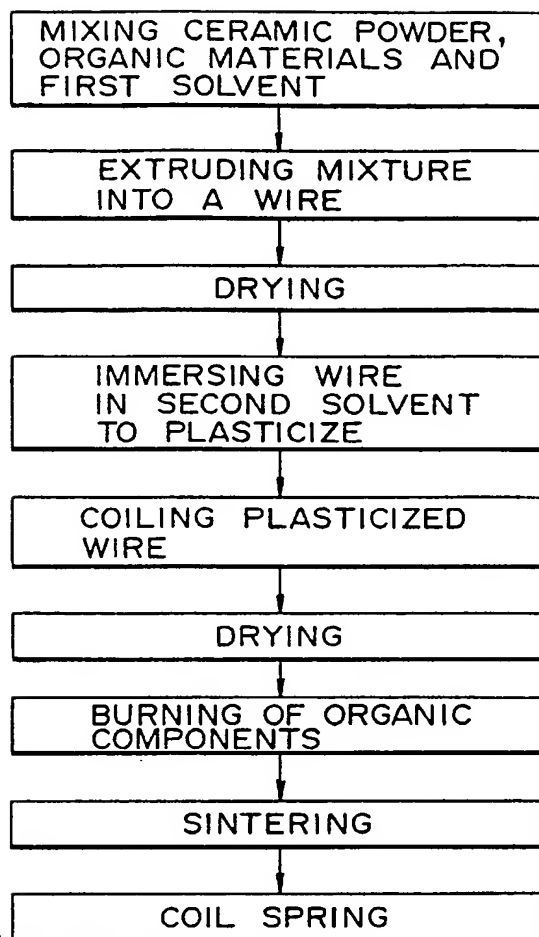 MIXING CERAMIC POWDER,
ORGANIC MATERIALS AND
FIRST SOLVENT
EXTRUDING MIXTURE
INTO A WIRE
DRYING
IMMERSING WIRE
IN SECOND SOLVENT
TO PLASTICIZE
COILING PLASTICIZED
WIRE
DRYING
BURNING OF ORGANIC
COMPONENTS
SINTERING
COIL SPRING